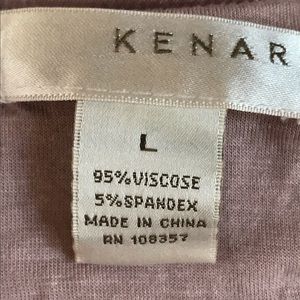 KENAR
L
95%VISCOSE
5%SPANDEX
MADE IN CHINA
RN 108357